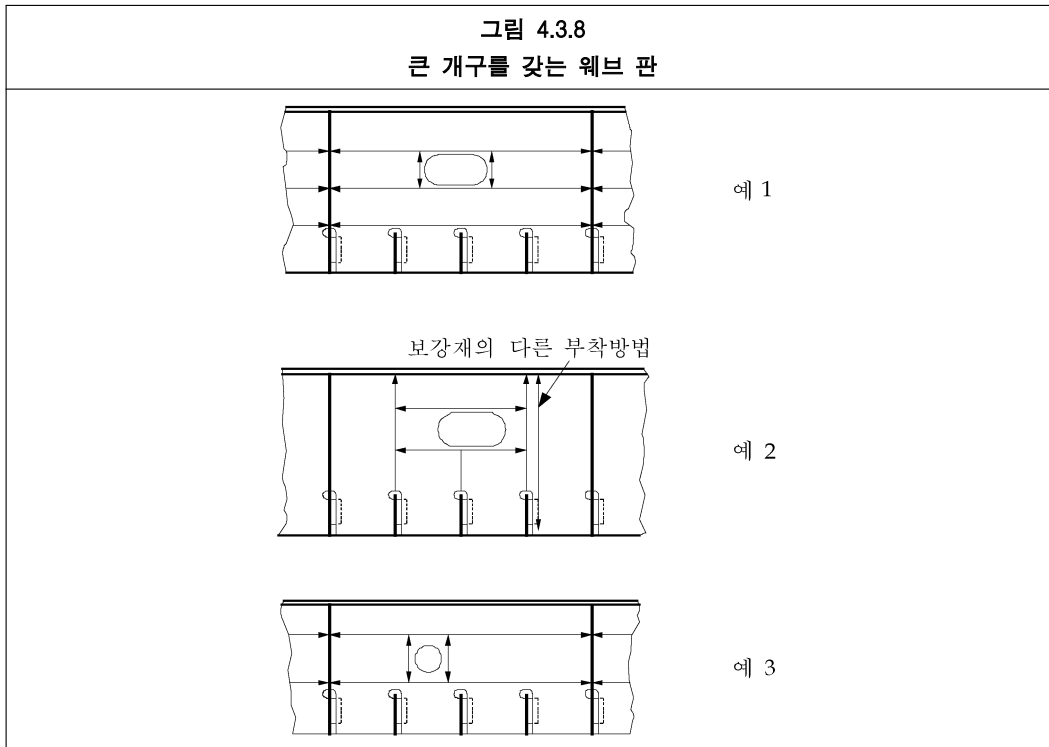 그림 4.3.8
큰 개구를 갖는 웨브 판
예 1
보강재의 다른 부착방법
예 2
예 3